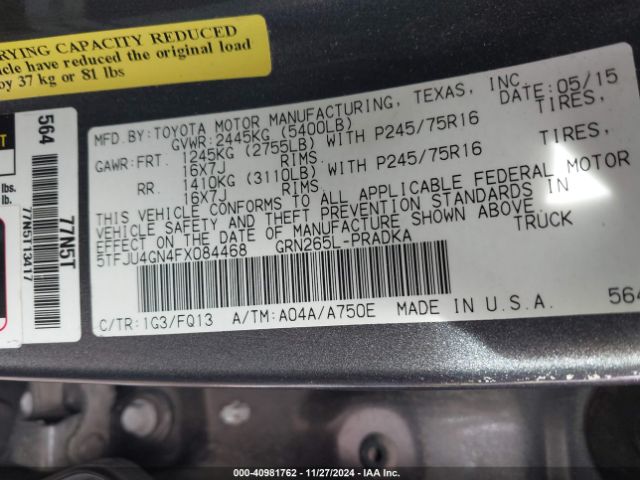 RYING CAPACITY REDUCED
cle have reduced the original load
by 37 kg or 81 lbs
MFD.BY:TOYOTA MOTOR MANUFACTURING, TEXAS, INC. DATE:05/15
GVWR:2445KG (5400LB)
GAWR:FRT. 1245KG (2755LB) WITH P245/75R16 TIRES,
16X7J RIMS.
RR. 1410KG (3110LB) WITH P245/75R16 TIRES,
16X7J RIMS.
THIS VEHICLE CONFORMS TO ALL APPLICABLE FEDERAL MOTOR
VEHICLE SAFETY AND THEFT PREVENTION STANDARDS IN
EFFECT ON THE DATE OF MANUFACTURE SHOWN ABOVE.
5TFJU4GN4FX084468 GRN265L-PRADKA TRUCK
C/TR:1G3/FQ13 A/TM:A04A/A750E MADE IN U.S.A. 564
564
77N5T
77N5T13417
lbs.
lb.
000-40981762 - 11/27/2024 - IAA Inc.